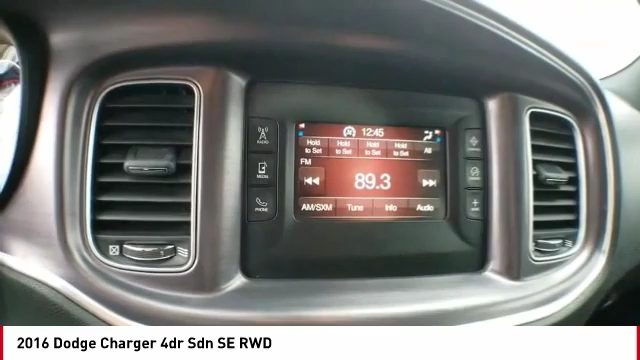 RADIO
MEDIA
PHONE
12:45
Hold to Set Hold to Set Hold to Set Hold to Set All
FM
89.3
AM/SXM Tune Info Audio
2016 Dodge Charger 4dr Sdn SE RWD